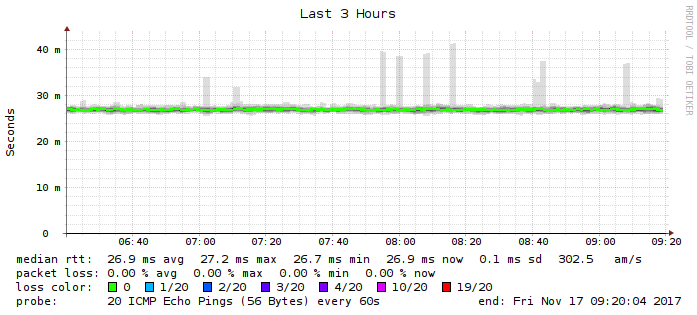 Last 3 Hours
RRDTOOL / TOBI OETIKER
Seconds
40 m
30 m
20 m
10 m
0
06:40 07:00 07:20 07:40 08:00 08:20 08:40 09:00 09:20
median rtt: 26.9 ms avg 27.2 ms max 26.7 ms min 26.9 ms now 0.1 ms sd 302.5 am/s
packet loss: 0.00 % avg 0.00 % max 0.00 % min 0.00 % now
loss color: 0 1/20 2/20 3/20 4/20 10/20 19/20
probe: 20 ICMP Echo Pings (56 Bytes) every 60s end: Fri Nov 17 09:20:04 2017